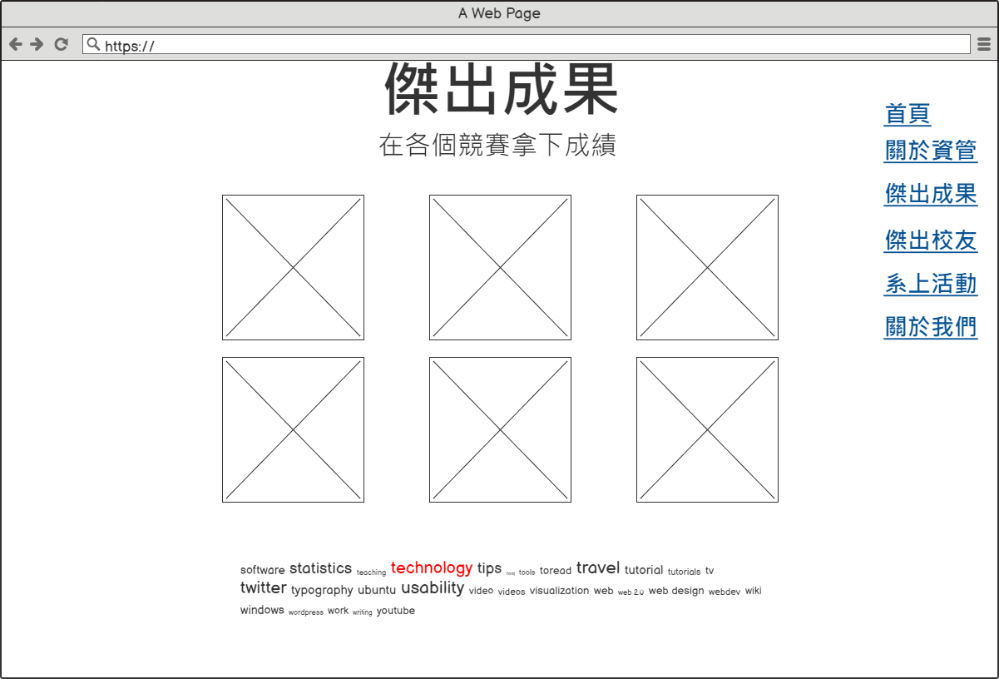 A Web Page
https://
傑出成果
在各個競賽拿下成績
首頁
關於資管
傑出成果
傑出校友
系上活動
關於我們
software statistics teaching technology tips tool tools toread travel tutorial tutorials tv
twitter typography ubuntu usability video videos visualization web web 2.0 web design webdev wiki
windows wordpress work writing youtube